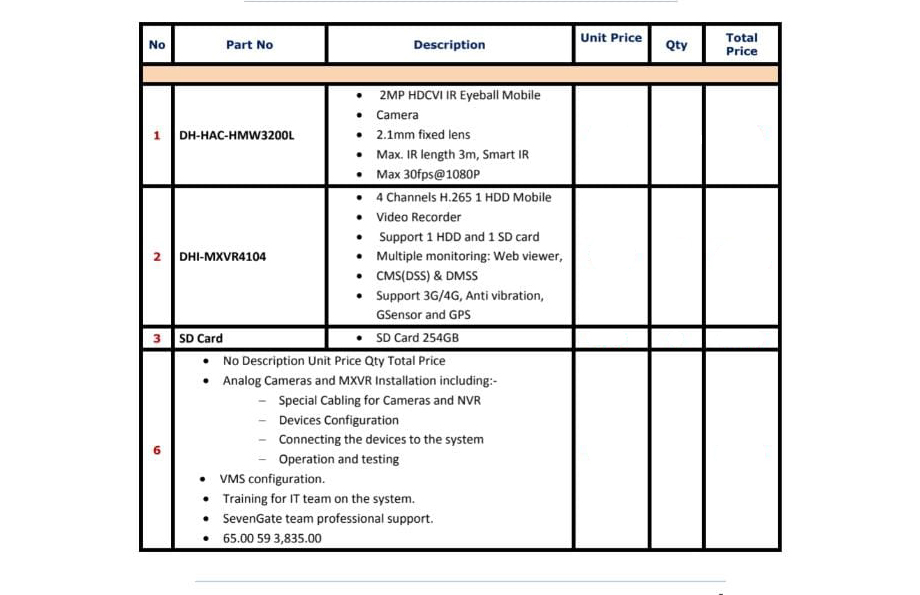 No Part No Description Unit Price Qty Total Price
1 DH-HAC-HMW3200L
• 2MP HDCVI IR Eyeball Mobile
• Camera
• 2.1mm fixed lens
• Max. IR length 3m, Smart IR
• Max 30fps@1080P
2 DHI-MXVR4104
• 4 Channels H.265 1 HDD Mobile
• Video Recorder
• Support 1 HDD and 1 SD card
• Multiple monitoring: Web viewer,
• CMS(DSS) & DMSS
• Support 3G/4G, Anti vibration,
GSensor and GPS
3 SD Card • SD Card 254GB
6
• No Description Unit Price Qty Total Price
• Analog Cameras and MXVR Installation including:-
– Special Cabling for Cameras and NVR
– Devices Configuration
– Connecting the devices to the system
– Operation and testing
• VMS configuration.
• Training for IT team on the system.
• SevenGate team professional support.
• 65.00 59 3,835.00